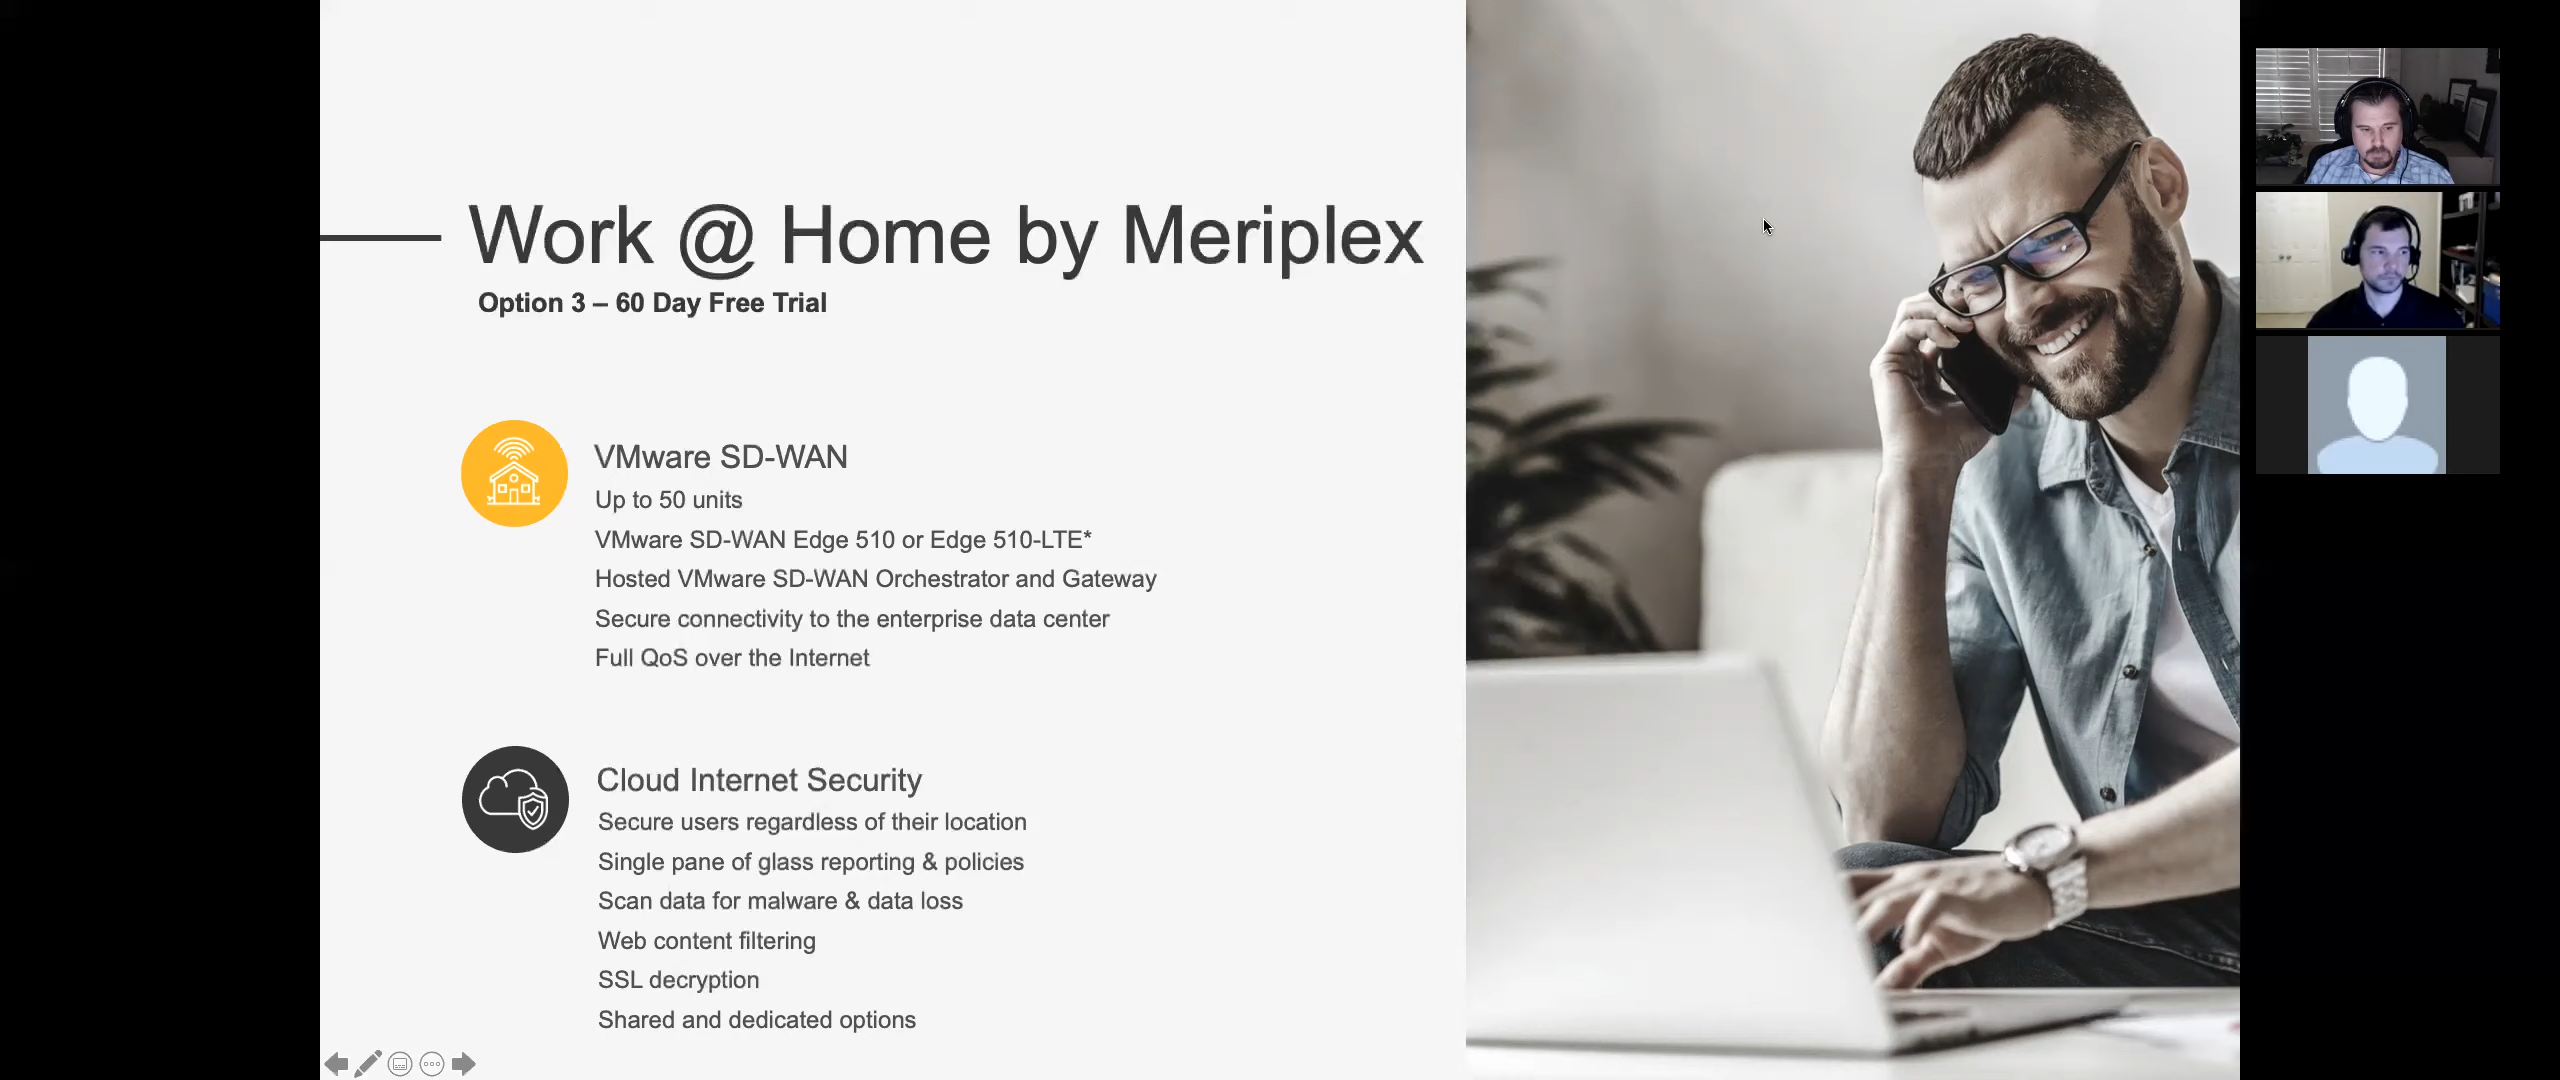 Work @ Home by Meriplex
Option 3 – 60 Day Free Trial
VMware SD-WAN
Up to 50 units
VMware SD-WAN Edge 510 or Edge 510-LTE*
Hosted VMware SD-WAN Orchestrator and Gateway
Secure connectivity to the enterprise data center
Full QoS over the Internet
Cloud Internet Security
Secure users regardless of their location
Single pane of glass reporting & policies
Scan data for malware & data loss
Web content filtering
SSL decryption
Shared and dedicated options